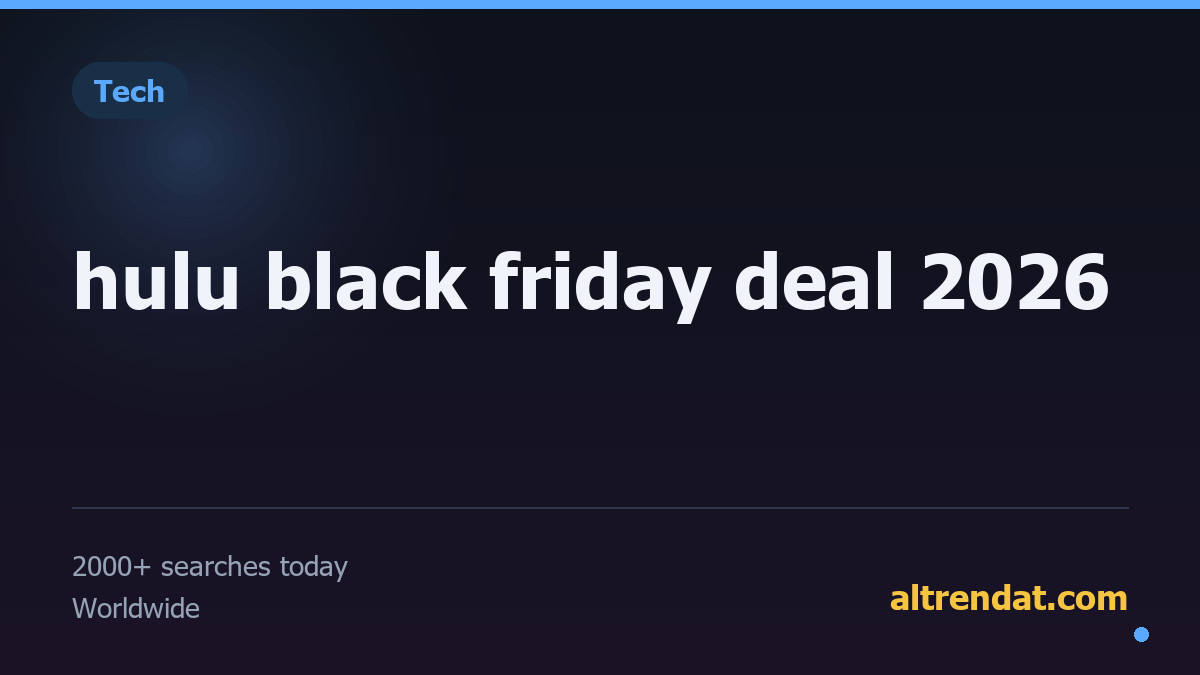 Tech
hulu black friday deal 2026
2000+ searches today
Worldwide
altrendat.com